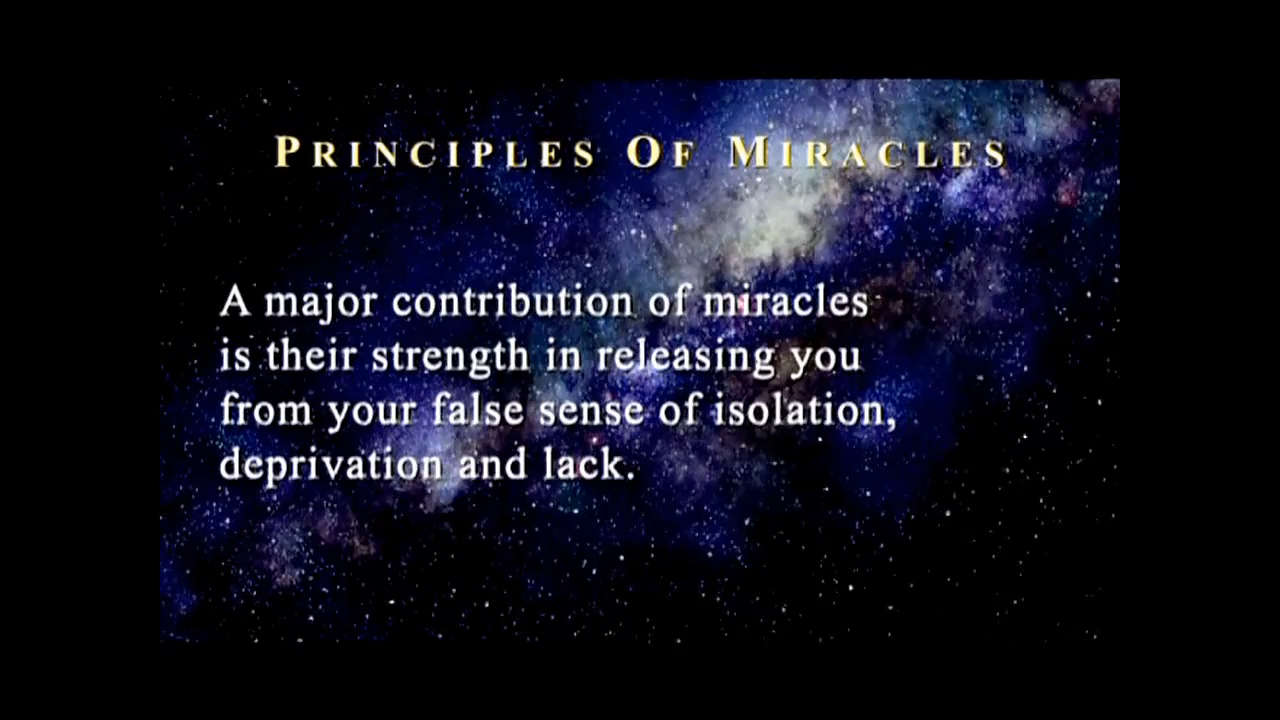 PRINCIPLES OF MIRACLES
A major contribution of miracles
is their strength in releasing you
from your false sense of isolation,
deprivation and lack.